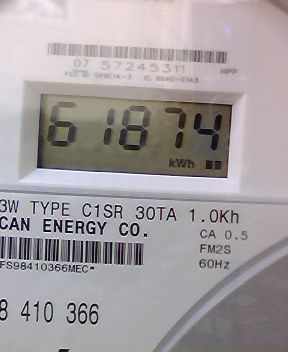 07 57245311 MPP
61874
kWh
3W TYPE C1SR 30TA 1.0Kh
CAN ENERGY CO.
CA 0.5
FM2S
60Hz
FS98410366MEC*
8 410 366